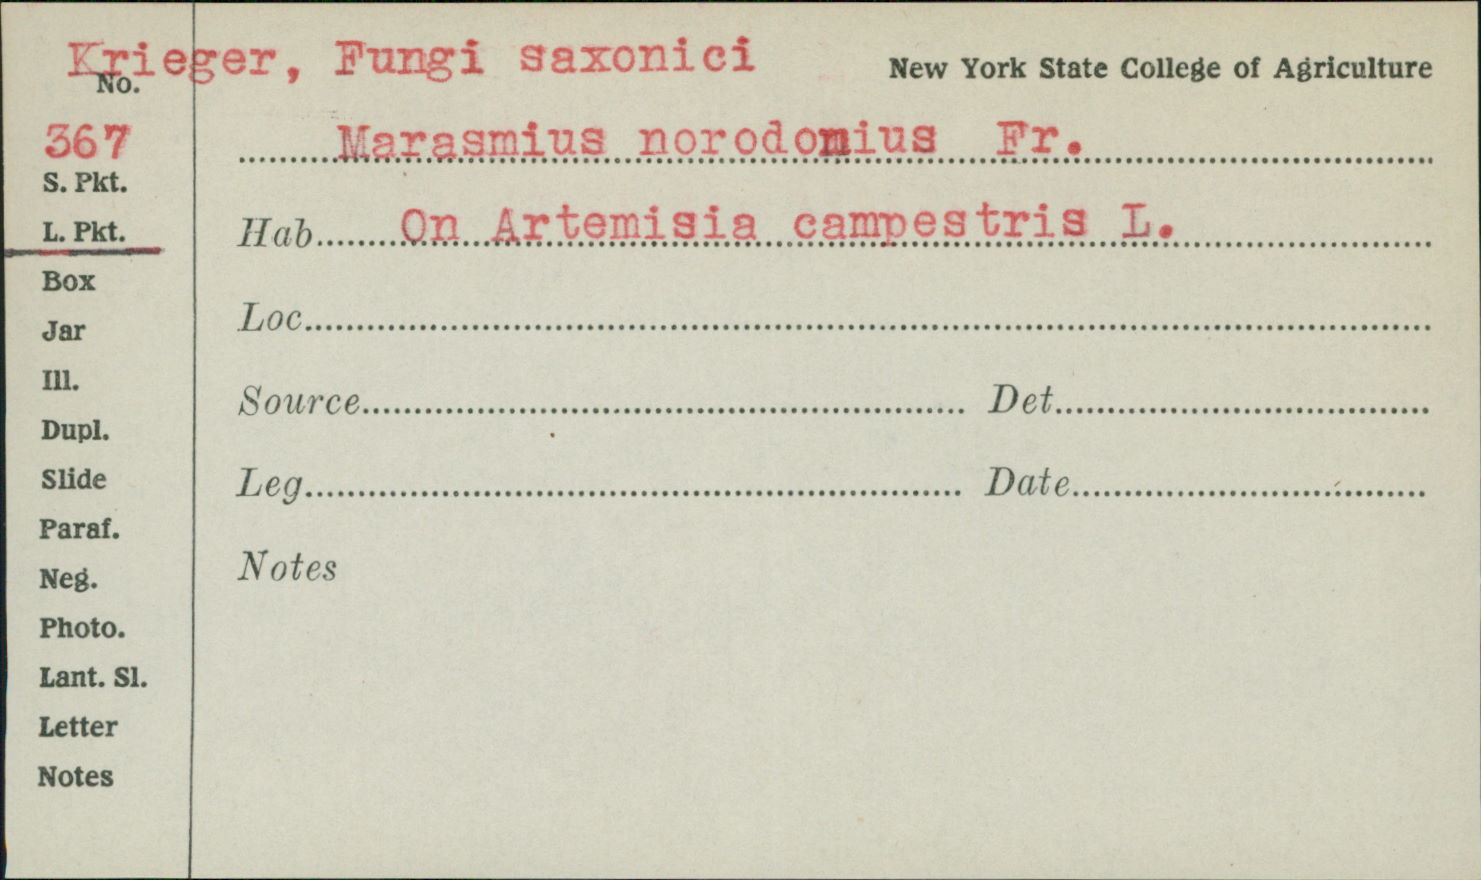 Krieger, Fungi saxonici
New York State College of Agriculture
No.
367
Marasmius norodomius Fr.
S. Pkt.
L. Pkt.
Hab. On Artemisia campestris L.
Box
Loc.
Jar
Ill.
Source Det.
Dupl.
Slide
Leg. Date
Paraf.
Notes
Neg.
Photo.
Lant. Sl.
Letter
Notes